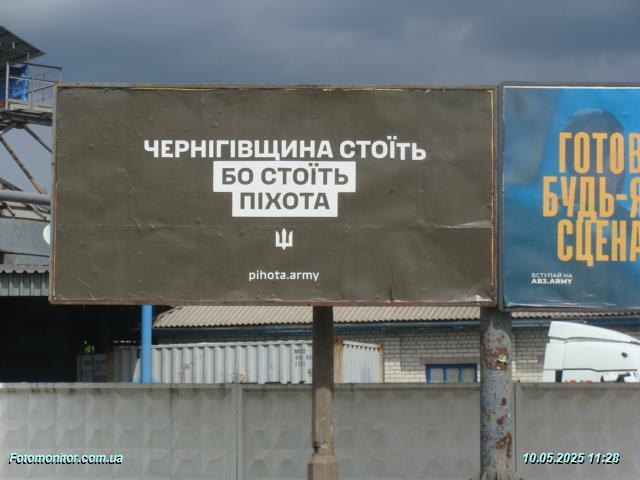 ЧЕРНІГІВЩИНА СТОЇТЬ
БО СТОЇТЬ
ПІХОТА
pihota.army
ГОТОВ
БУДЬ-Я
СЦЕНА
ВСТУПАЙ НА
AB3.ARMY
Fotomonitor.com.ua
10.05.2025 11:28